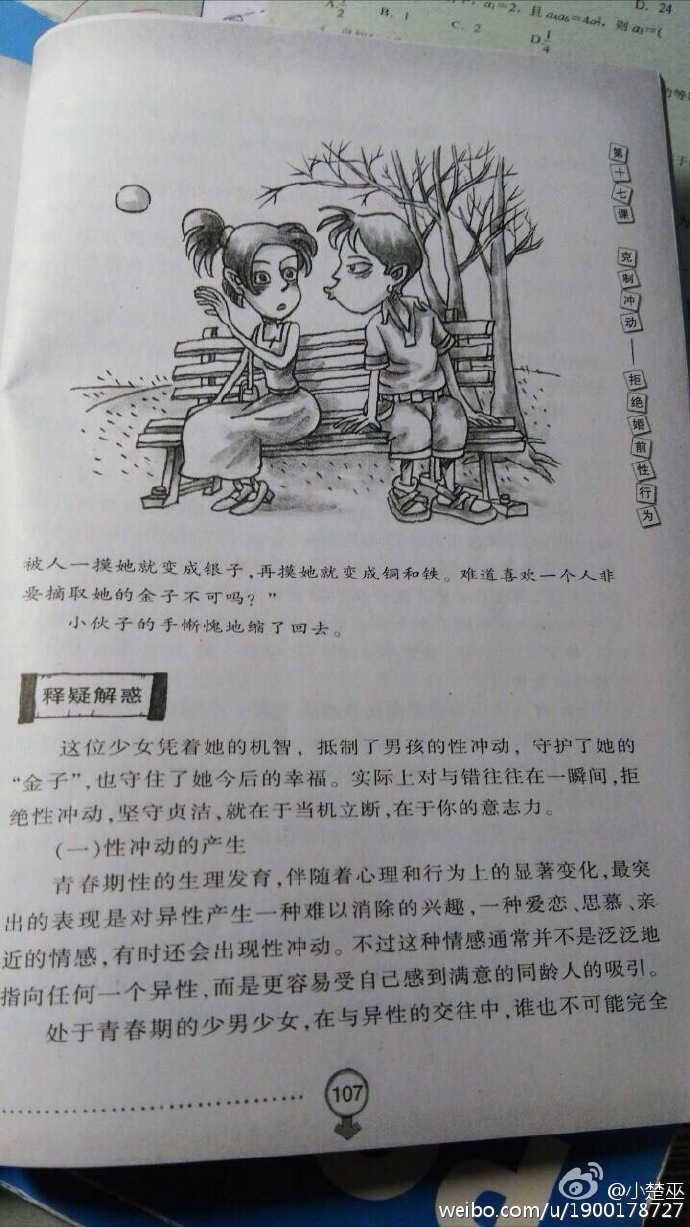 A. 1/2
B. 1
C. 2
D. 1/4
D. 24
第十七课 克制冲动——拒绝婚前性行为
被人一摸她就变成银子,再摸她就变成铜和铁。难道喜欢一个人非
要摘取她的金子不可吗?”
小伙子的手惭愧地缩了回去。
释疑解惑
这位少女凭着她的机智,抵制了男孩的性冲动,守护了她的
“金子”,也守住了她今后的幸福。实际上对与错往往在一瞬间,拒
绝性冲动,坚守贞洁,就在于当机立断,在于你的意志力。
(一)性冲动的产生
青春期性的生理发育,伴随着心理和行为上的显著变化,最突
出的表现是对异性产生一种难以消除的兴趣,一种爱恋、思慕、亲
近的情感,有时还会出现性冲动。不过这种情感通常并不是泛泛地
指向任何一个异性,而是更容易受自己感到满意的同龄人的吸引。
处于青春期的少男少女,在与异性的交往中,谁也不可能完全
107
@小楚巫
weibo.com/u/1900178727